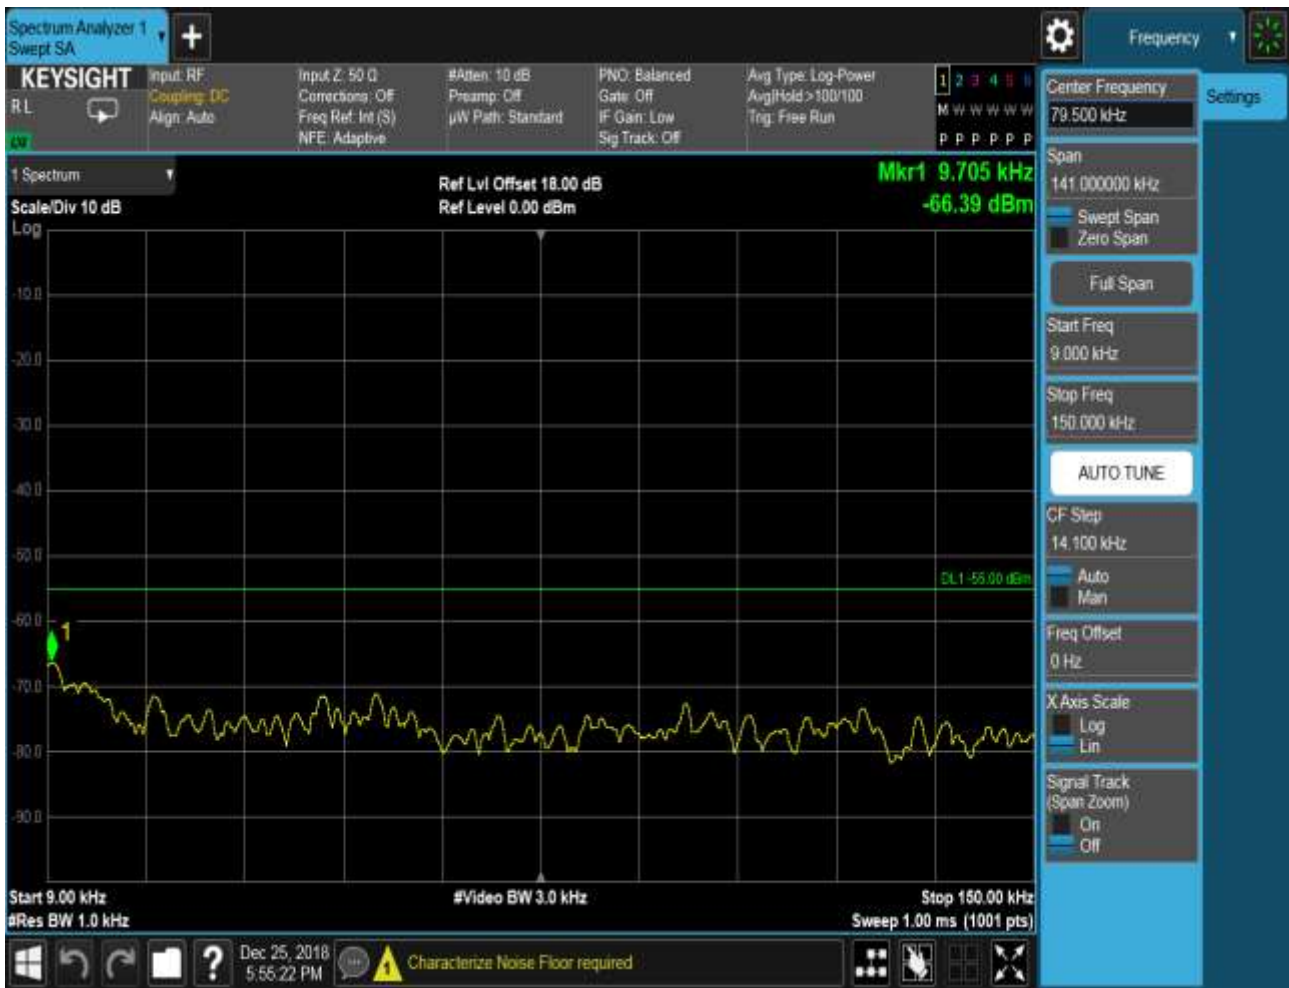 Spectrum Analyzer 1
Swept SA
Frequency
KEYSIGHT
R L
Input: RF
Coupling: DC
Align: Auto
Input Z: 50 Ω
Corrections: Off
Freq Ref: Int (S)
NFE: Adaptive
#Atten: 10 dB
Preamp: Off
µW Path: Standard
PNO: Balanced
Gate: Off
IF Gain: Low
Sig Track: Off
Avg Type: Log-Power
Avg|Hold >100/100
Trig: Free Run
1 2 3 4 5 6
M W W W W W
P P P P P P
Center Frequency
79.500 kHz
Settings
Span
141.000000 kHz
Swept Span
Zero Span
Full Span
Start Freq
9.000 kHz
Stop Freq
150.000 kHz
AUTO TUNE
CF Step
14.100 kHz
Auto
Man
Freq Offset
0 Hz
X Axis Scale
Log
Lin
Signal Track
(Span Zoom)
On
Off
1 Spectrum
Scale/Div 10 dB
Log
Ref Lvl Offset 18.00 dB
Ref Level 0.00 dBm
Mkr1 9.705 kHz
-66.39 dBm
-10.0
-20.0
-30.0
-40.0
-50.0
DL1 -55.00 dBm
-60.0
1
-70.0
-80.0
-90.0
Start 9.00 kHz
#Video BW 3.0 kHz
Stop 150.00 kHz
#Res BW 1.0 kHz
Sweep 1.00 ms (1001 pts)
?
Dec 25, 2018
5:55:22 PM
1
Characterize Noise Floor required